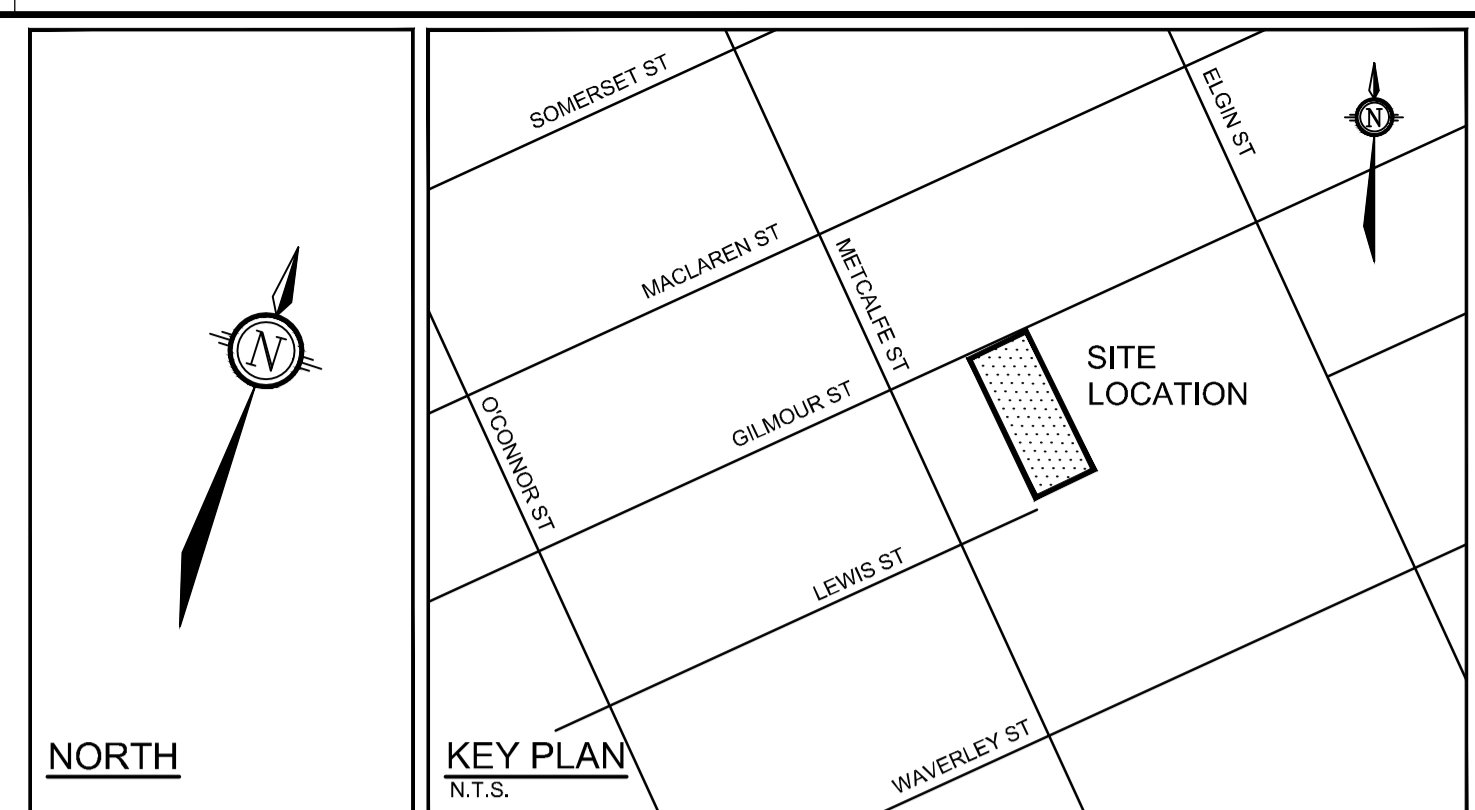 N
NORTH
SOMERSET ST
ELGIN ST
N
MACLAREN ST
METCALFE ST
SITE
LOCATION
GILMOUR ST
O'CONNOR ST
LEWIS ST
WAVERLEY ST
KEY PLAN
N.T.S.